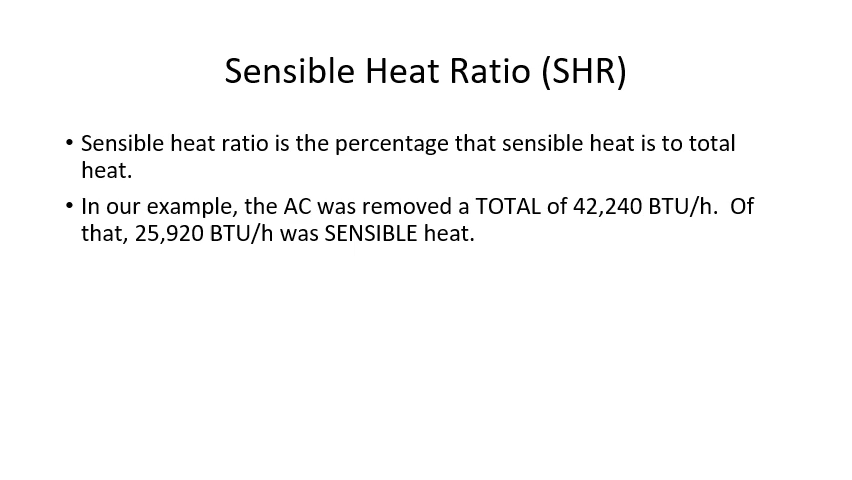 Sensible Heat Ratio (SHR)
• Sensible heat ratio is the percentage that sensible heat is to total
heat.
• In our example, the AC was removed a TOTAL of 42,240 BTU/h.  Of
that, 25,920 BTU/h was SENSIBLE heat.